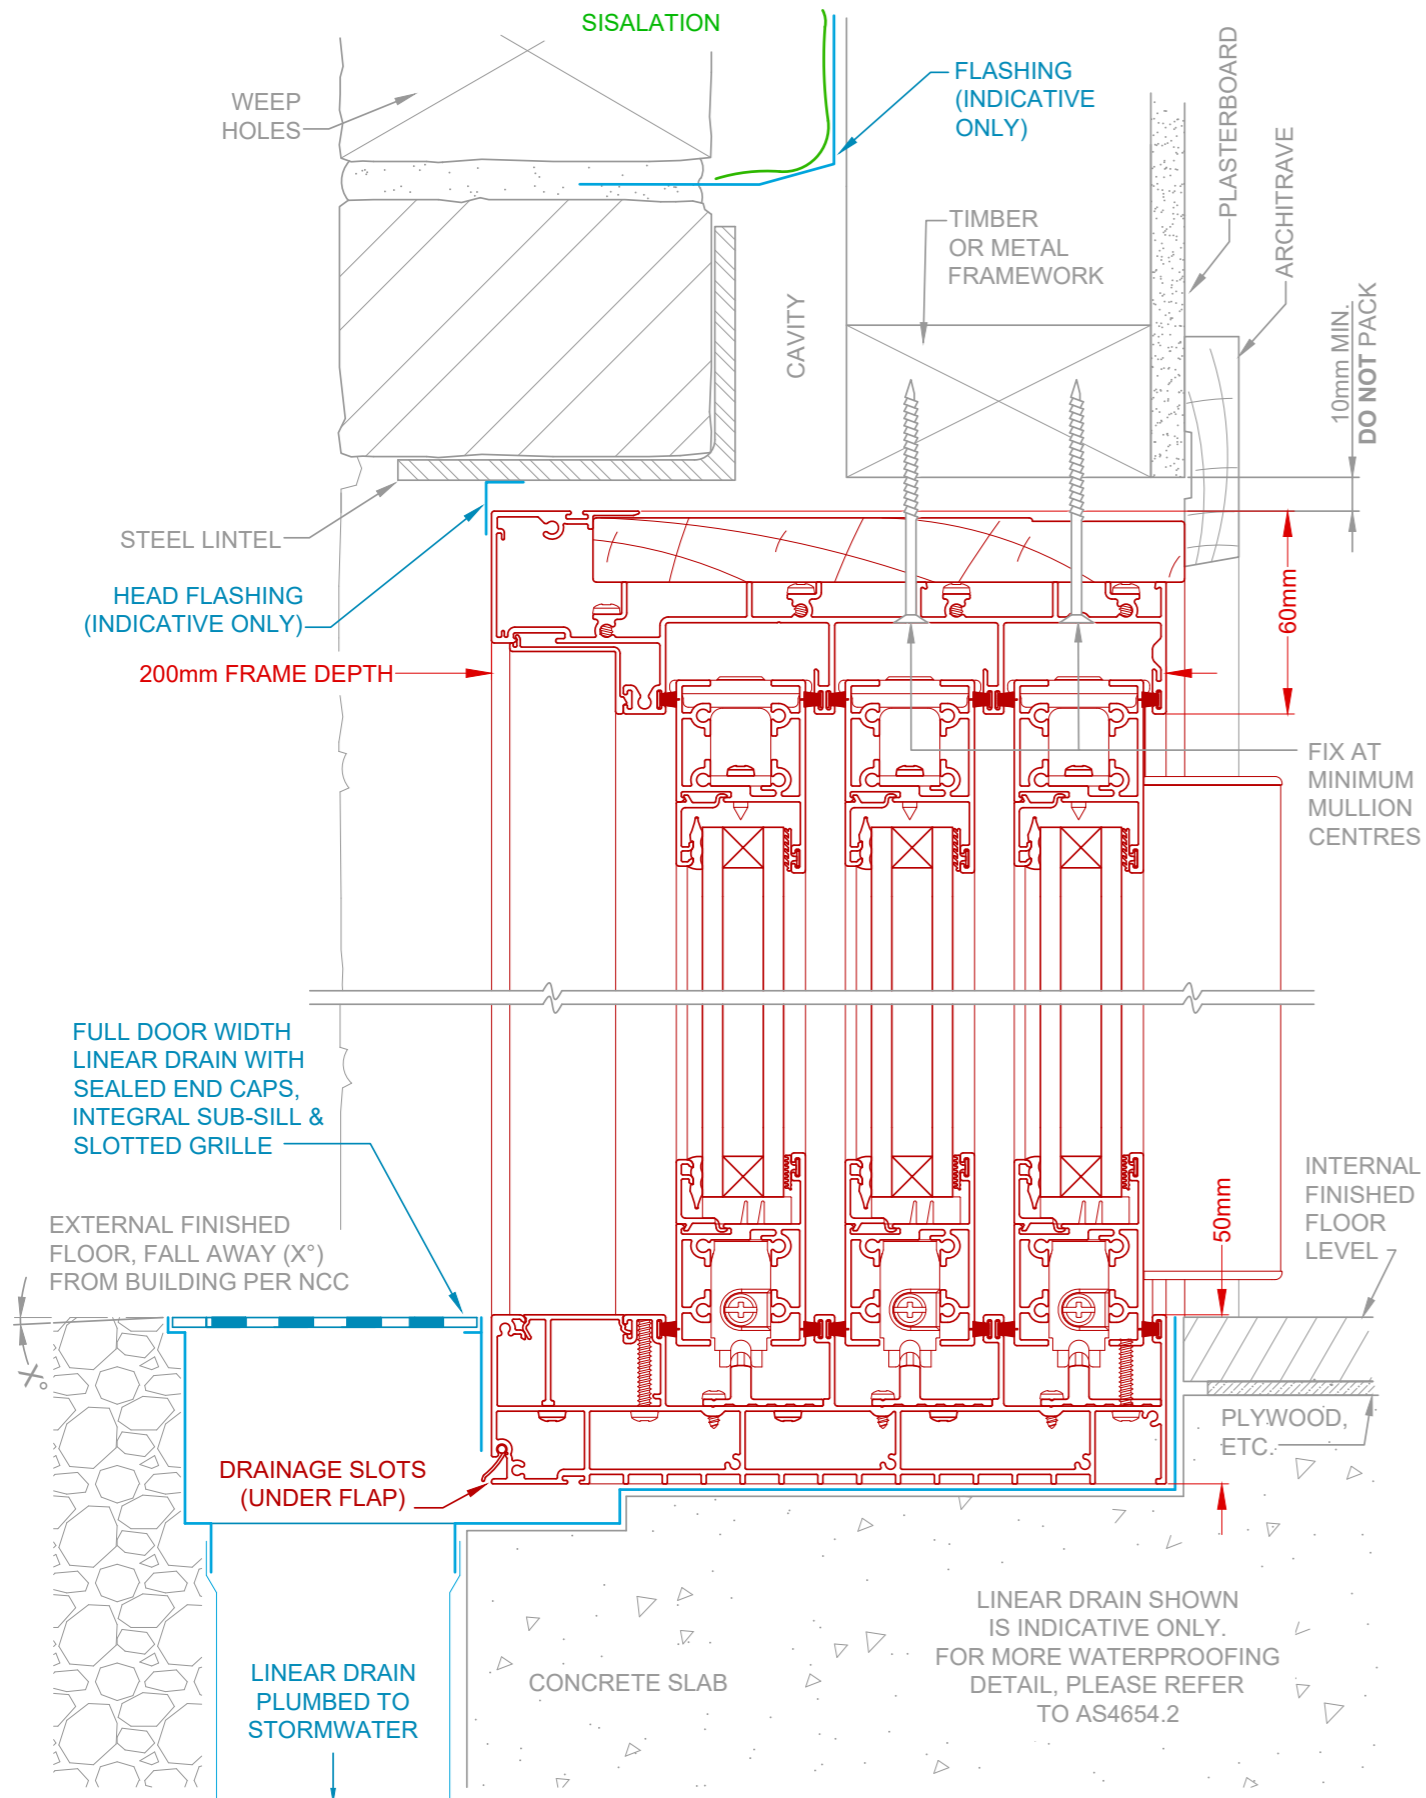 SISALATION
WEEP
HOLES
FLASHING
(INDICATIVE
ONLY)
PLASTERBOARD
ARCHITRAVE
TIMBER
OR METAL
FRAMEWORK
CAVITY
10mm MIN.
DO NOT PACK
STEEL LINTEL
HEAD FLASHING
(INDICATIVE ONLY)
60mm
200mm FRAME DEPTH
FIX AT
MINIMUM
MULLION
CENTRES
FULL DOOR WIDTH
LINEAR DRAIN WITH
SEALED END CAPS,
INTEGRAL SUB-SILL &
SLOTTED GRILLE
INTERNAL
FINISHED
FLOOR
LEVEL
50mm
EXTERNAL FINISHED
FLOOR, FALL AWAY (X°)
FROM BUILDING PER NCC
X°
PLYWOOD,
ETC.
DRAINAGE SLOTS
(UNDER FLAP)
LINEAR DRAIN SHOWN
IS INDICATIVE ONLY.
FOR MORE WATERPROOFING
DETAIL, PLEASE REFER
TO AS4654.2
CONCRETE SLAB
LINEAR DRAIN
PLUMBED TO
STORMWATER